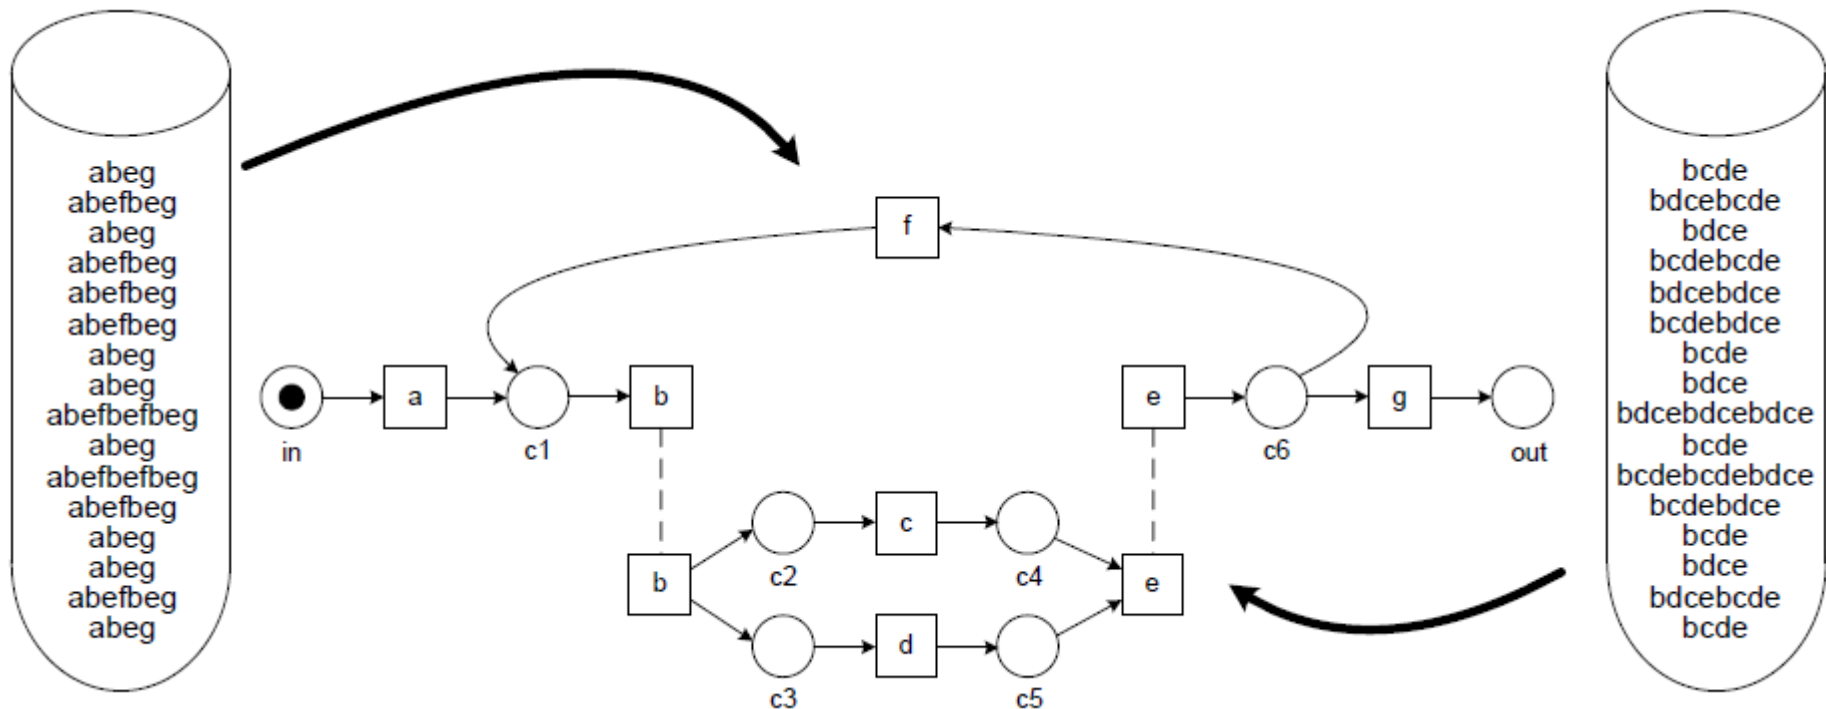 abeg
abefbeg
abeg
abefbeg
abefbeg
abefbeg
abeg
abeg
abefbefbeg
abeg
abefbefbeg
abefbeg
abeg
abeg
abefbeg
abeg
f
a
b
e
g
in
c1
c6
out
c
b
c2
c4
e
d
c3
c5
bcde
bdcebcde
bdce
bcdebcde
bdcebdce
bcdebdce
bcde
bdce
bdcebdcebdce
bcde
bcdebcdebdce
bcdebdce
bcde
bdce
bdcebcde
bcde